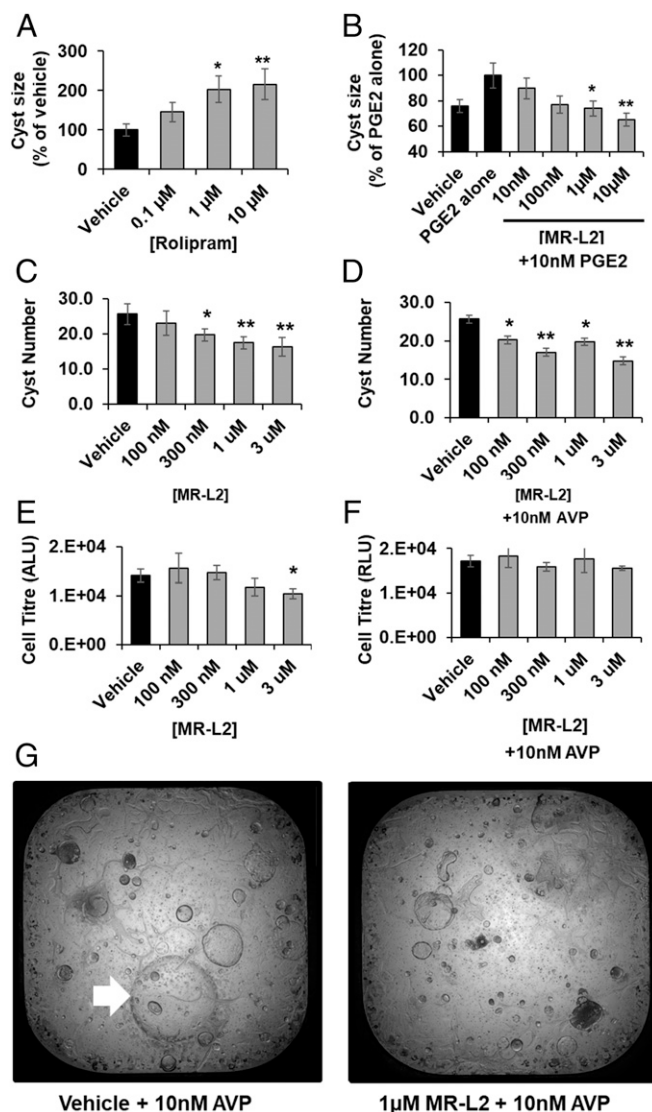 A
Cyst size
(% of vehicle)
300
200
100
0
*
**
Vehicle
0.1 µM
1 µM
10 µM
[Rolipram]
B
Cyst size
(% of PGE2 alone)
120
100
80
60
40
*
**
Vehicle
PGE2 alone
10nM
100nM
1µM
10µM
[MR-L2]
+10nM PGE2
C
Cyst Number
30.0
20.0
10.0
0.0
*
**
**
Vehicle
100 nM
300 nM
1 uM
3 uM
[MR-L2]
D
Cyst Number
30.0
20.0
10.0
0.0
*
**
*
**
Vehicle
100 nM
300 nM
1 uM
3 uM
[MR-L2]
+10nM AVP
E
Cell Titre (ALU)
2.E+04
1.E+04
0.E+00
*
Vehicle
100 nM
300 nM
1 uM
3 uM
[MR-L2]
F
Cell Titre (RLU)
2.E+04
1.E+04
0.E+00
Vehicle
100 nM
300 nM
1 uM
3 uM
[MR-L2]
+10nM AVP
G
Vehicle + 10nM AVP
1µM MR-L2 + 10nM AVP